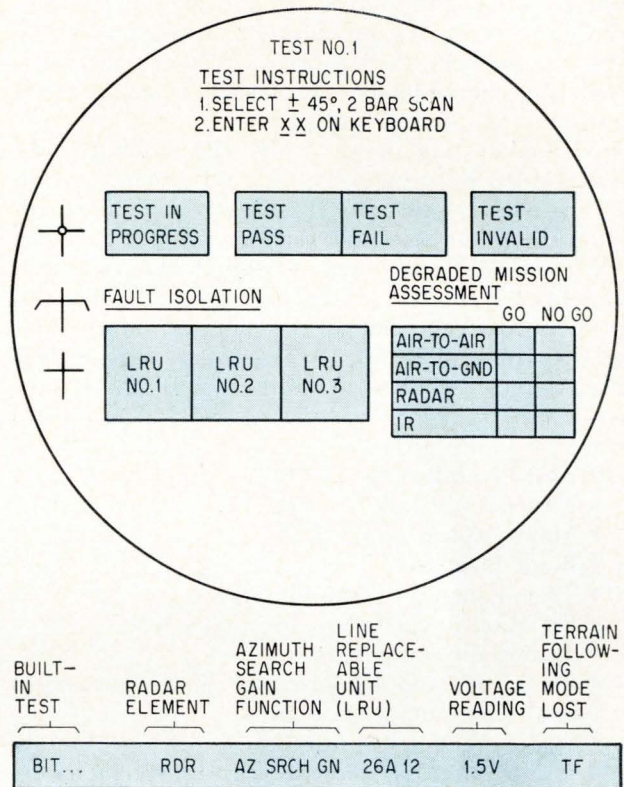 TEST NO.1
TEST INSTRUCTIONS
1. SELECT ± 45°, 2 BAR SCAN
2. ENTER X X ON KEYBOARD
TEST IN
PROGRESS
TEST
PASS
TEST
FAIL
TEST
INVALID
FAULT ISOLATION
LRU
NO.1
LRU
NO.2
LRU
NO.3
DEGRADED MISSION
ASSESSMENT
GO NO GO
AIR-TO-AIR
AIR-TO-GND
RADAR
IR
BUILT-
IN
TEST
RADAR
ELEMENT
AZIMUTH
SEARCH
GAIN
FUNCTION
LINE
REPLACE-
ABLE
UNIT
(LRU)
VOLTAGE
READING
TERRAIN
FOLLOW-
ING
MODE
LOST
BIT... RDR AZ SRCH GN 26A 12 1.5V TF